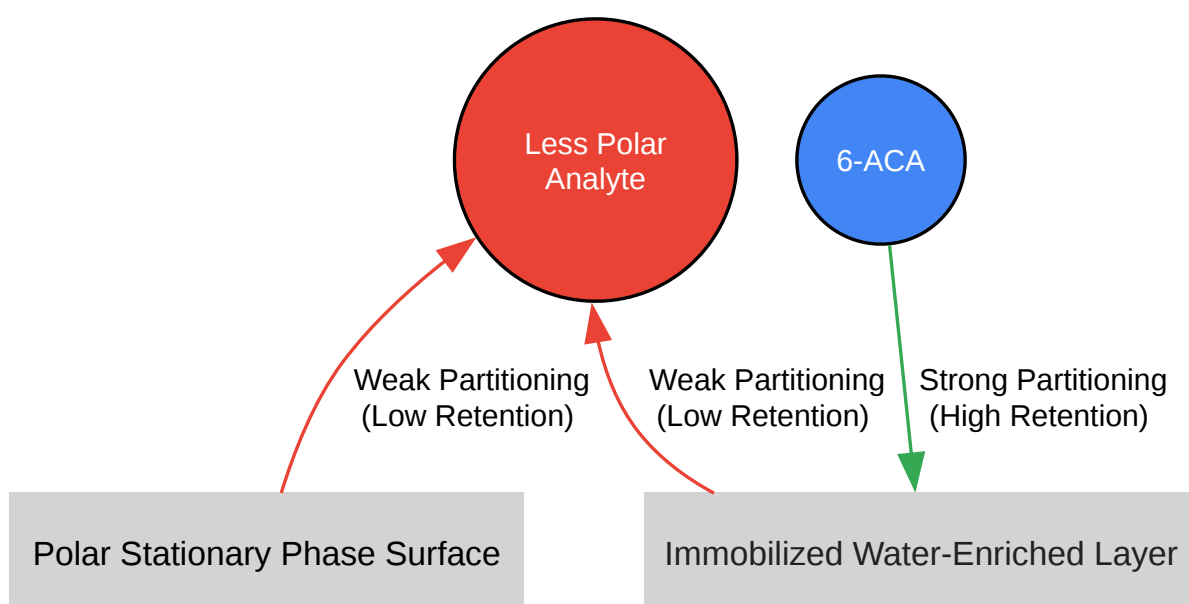 Less Polar
Analyte
6-ACA
Weak Partitioning
(Low Retention)
Weak Partitioning
(Low Retention)
Strong Partitioning
(High Retention)
Polar Stationary Phase Surface
Immobilized Water-Enriched Layer